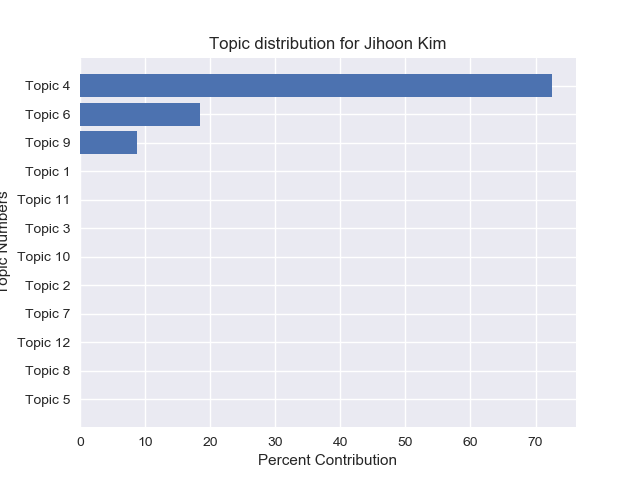 Topic distribution for Jihoon Kim
Topic Numbers
Topic 4
Topic 6
Topic 9
Topic 1
Topic 11
Topic 3
Topic 10
Topic 2
Topic 7
Topic 12
Topic 8
Topic 5
0 10 20 30 40 50 60 70
Percent Contribution